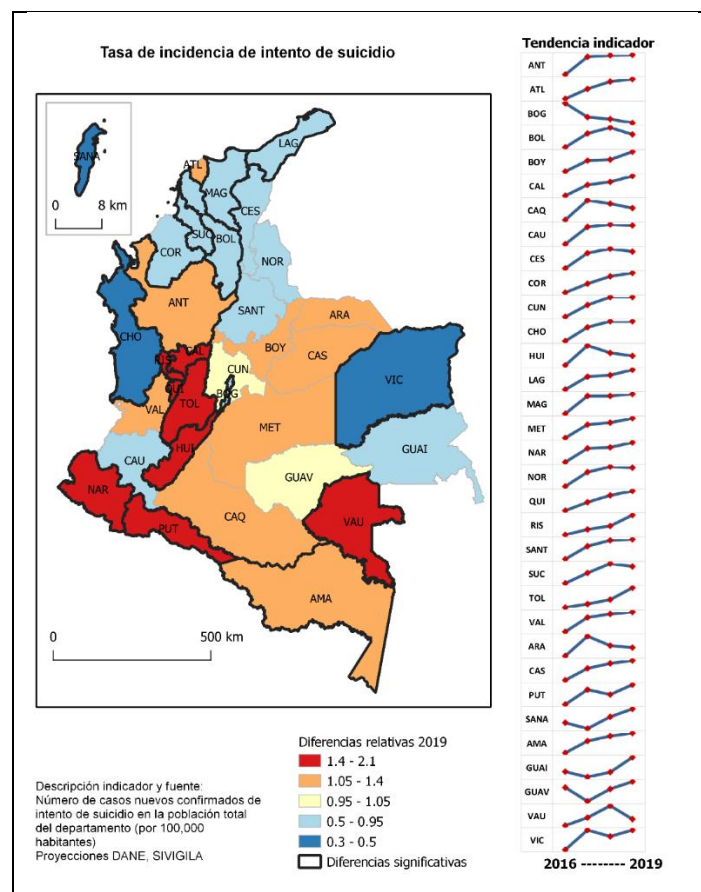 Tasa de incidencia de intento de suicidio
SANA
0 8 km
LAG
ATL
MAG
CES
SUC
BOL
COR
NOR
ANT
SANT
CHO
ARA
BOY
CAS
CAL
RIS
CUN
QUI
BOG
TOL
VAL
VIC
MET
HUI
GUAI
CAU
GUAV
NAR
CAQ
VAU
PUT
AMA
0 500 km
Tendencia indicador
ANT
ATL
BOG
BOL
BOY
CAL
CAQ
CAU
CES
COR
CUN
CHO
HUI
LAG
MAG
MET
NAR
NOR
QUI
RIS
SANT
SUC
TOL
VAL
ARA
CAS
PUT
SANA
AMA
GUAI
GUAV
VAU
VIC
2016 -------- 2019
Diferencias relativas 2019
1.4 - 2.1
1.05 - 1.4
0.95 - 1.05
0.5 - 0.95
0.3 - 0.5
Diferencias significativas
Descripción indicador y fuente:
Número de casos nuevos confirmados de
intento de suicidio en la población total
del departamento (por 100,000
habitantes)
Proyecciones DANE, SIVIGILA